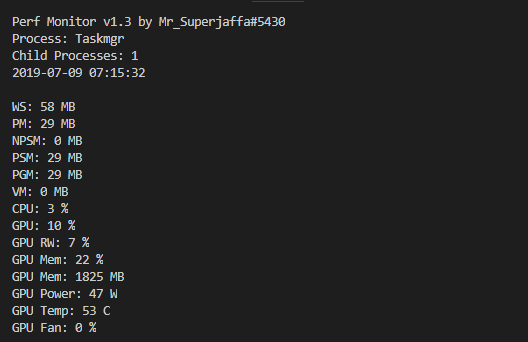 Perf Monitor v1.3 by Mr_Superjaffa#5430
Process: Taskmgr
Child Processes: 1
2019-07-09 07:15:32
WS: 58 MB
PM: 29 MB
NPSM: 0 MB
PSM: 29 MB
PGM: 29 MB
VM: 0 MB
CPU: 3 %
GPU: 10 %
GPU RW: 7 %
GPU Mem: 22 %
GPU Mem: 1825 MB
GPU Power: 47 W
GPU Temp: 53 C
GPU Fan: 0 %